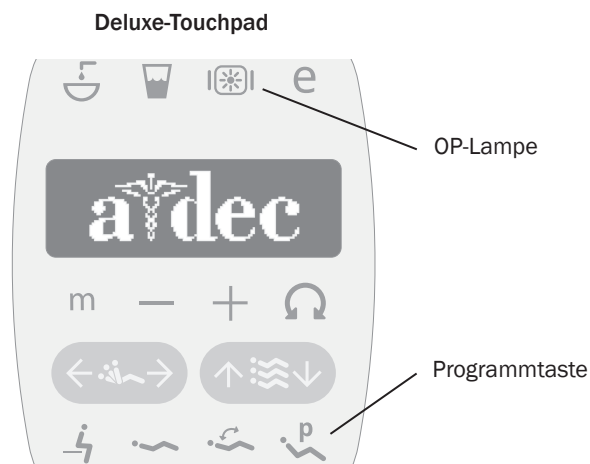 Deluxe-Touchpad
e
OP-Lampe
a dec
m
Programmtaste
p